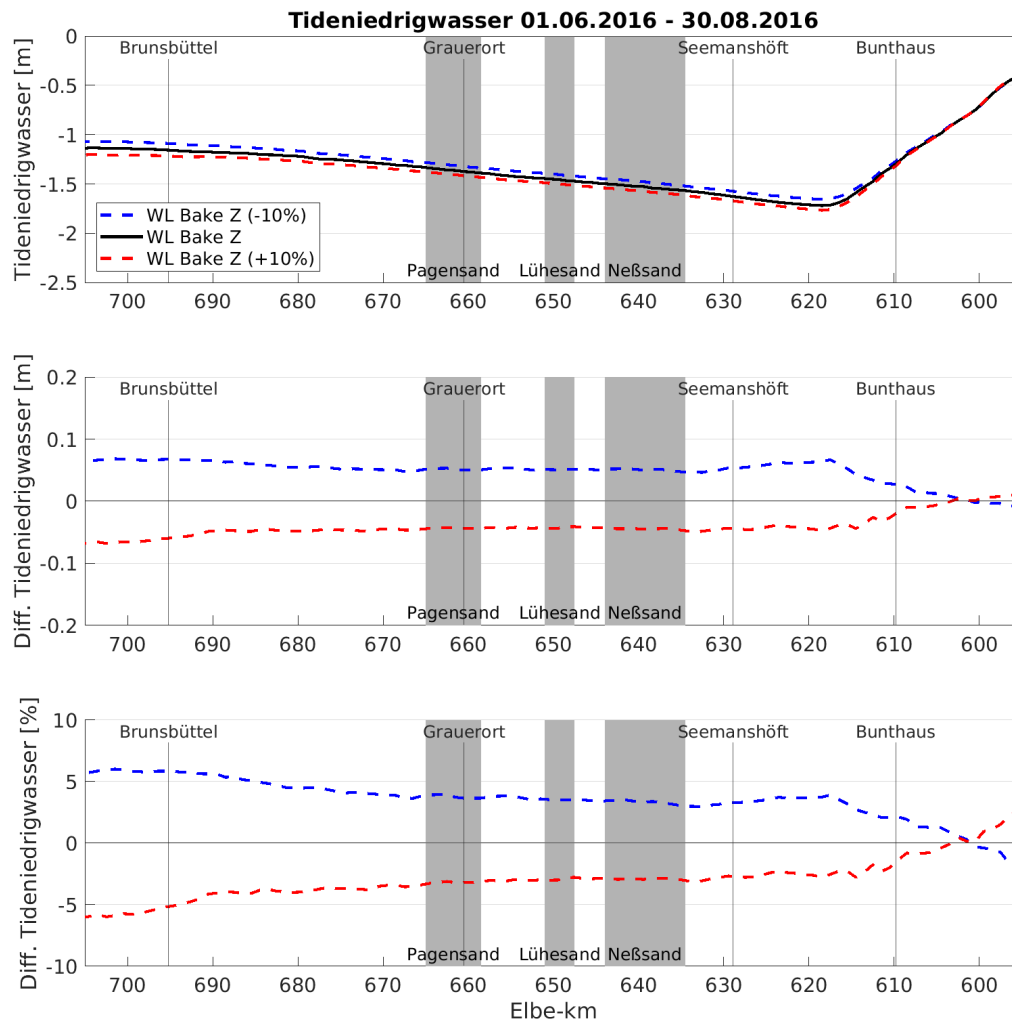 Tideniedrigwasser 01.06.2016 - 30.08.2016
Tideniedrigwasser [m]
0
-0.5
-1
-1.5
-2
-2.5
Brunsbüttel
Grauerort
Seemanshöft
Bunthaus
WL Bake Z (-10%)
WL Bake Z
WL Bake Z (+10%)
Pagensand
Lühesand
Neßsand
700 690 680 670 660 650 640 630 620 610 600
Diff. Tideniedrigwasser [m]
0.2
0.1
0
-0.1
-0.2
Brunsbüttel
Grauerort
Seemanshöft
Bunthaus
Pagensand
Lühesand
Neßsand
700 690 680 670 660 650 640 630 620 610 600
Diff. Tideniedrigwasser [%]
10
5
0
-5
-10
Brunsbüttel
Grauerort
Seemanshöft
Bunthaus
Pagensand
Lühesand
Neßsand
700 690 680 670 660 650 640 630 620 610 600
Elbe-km